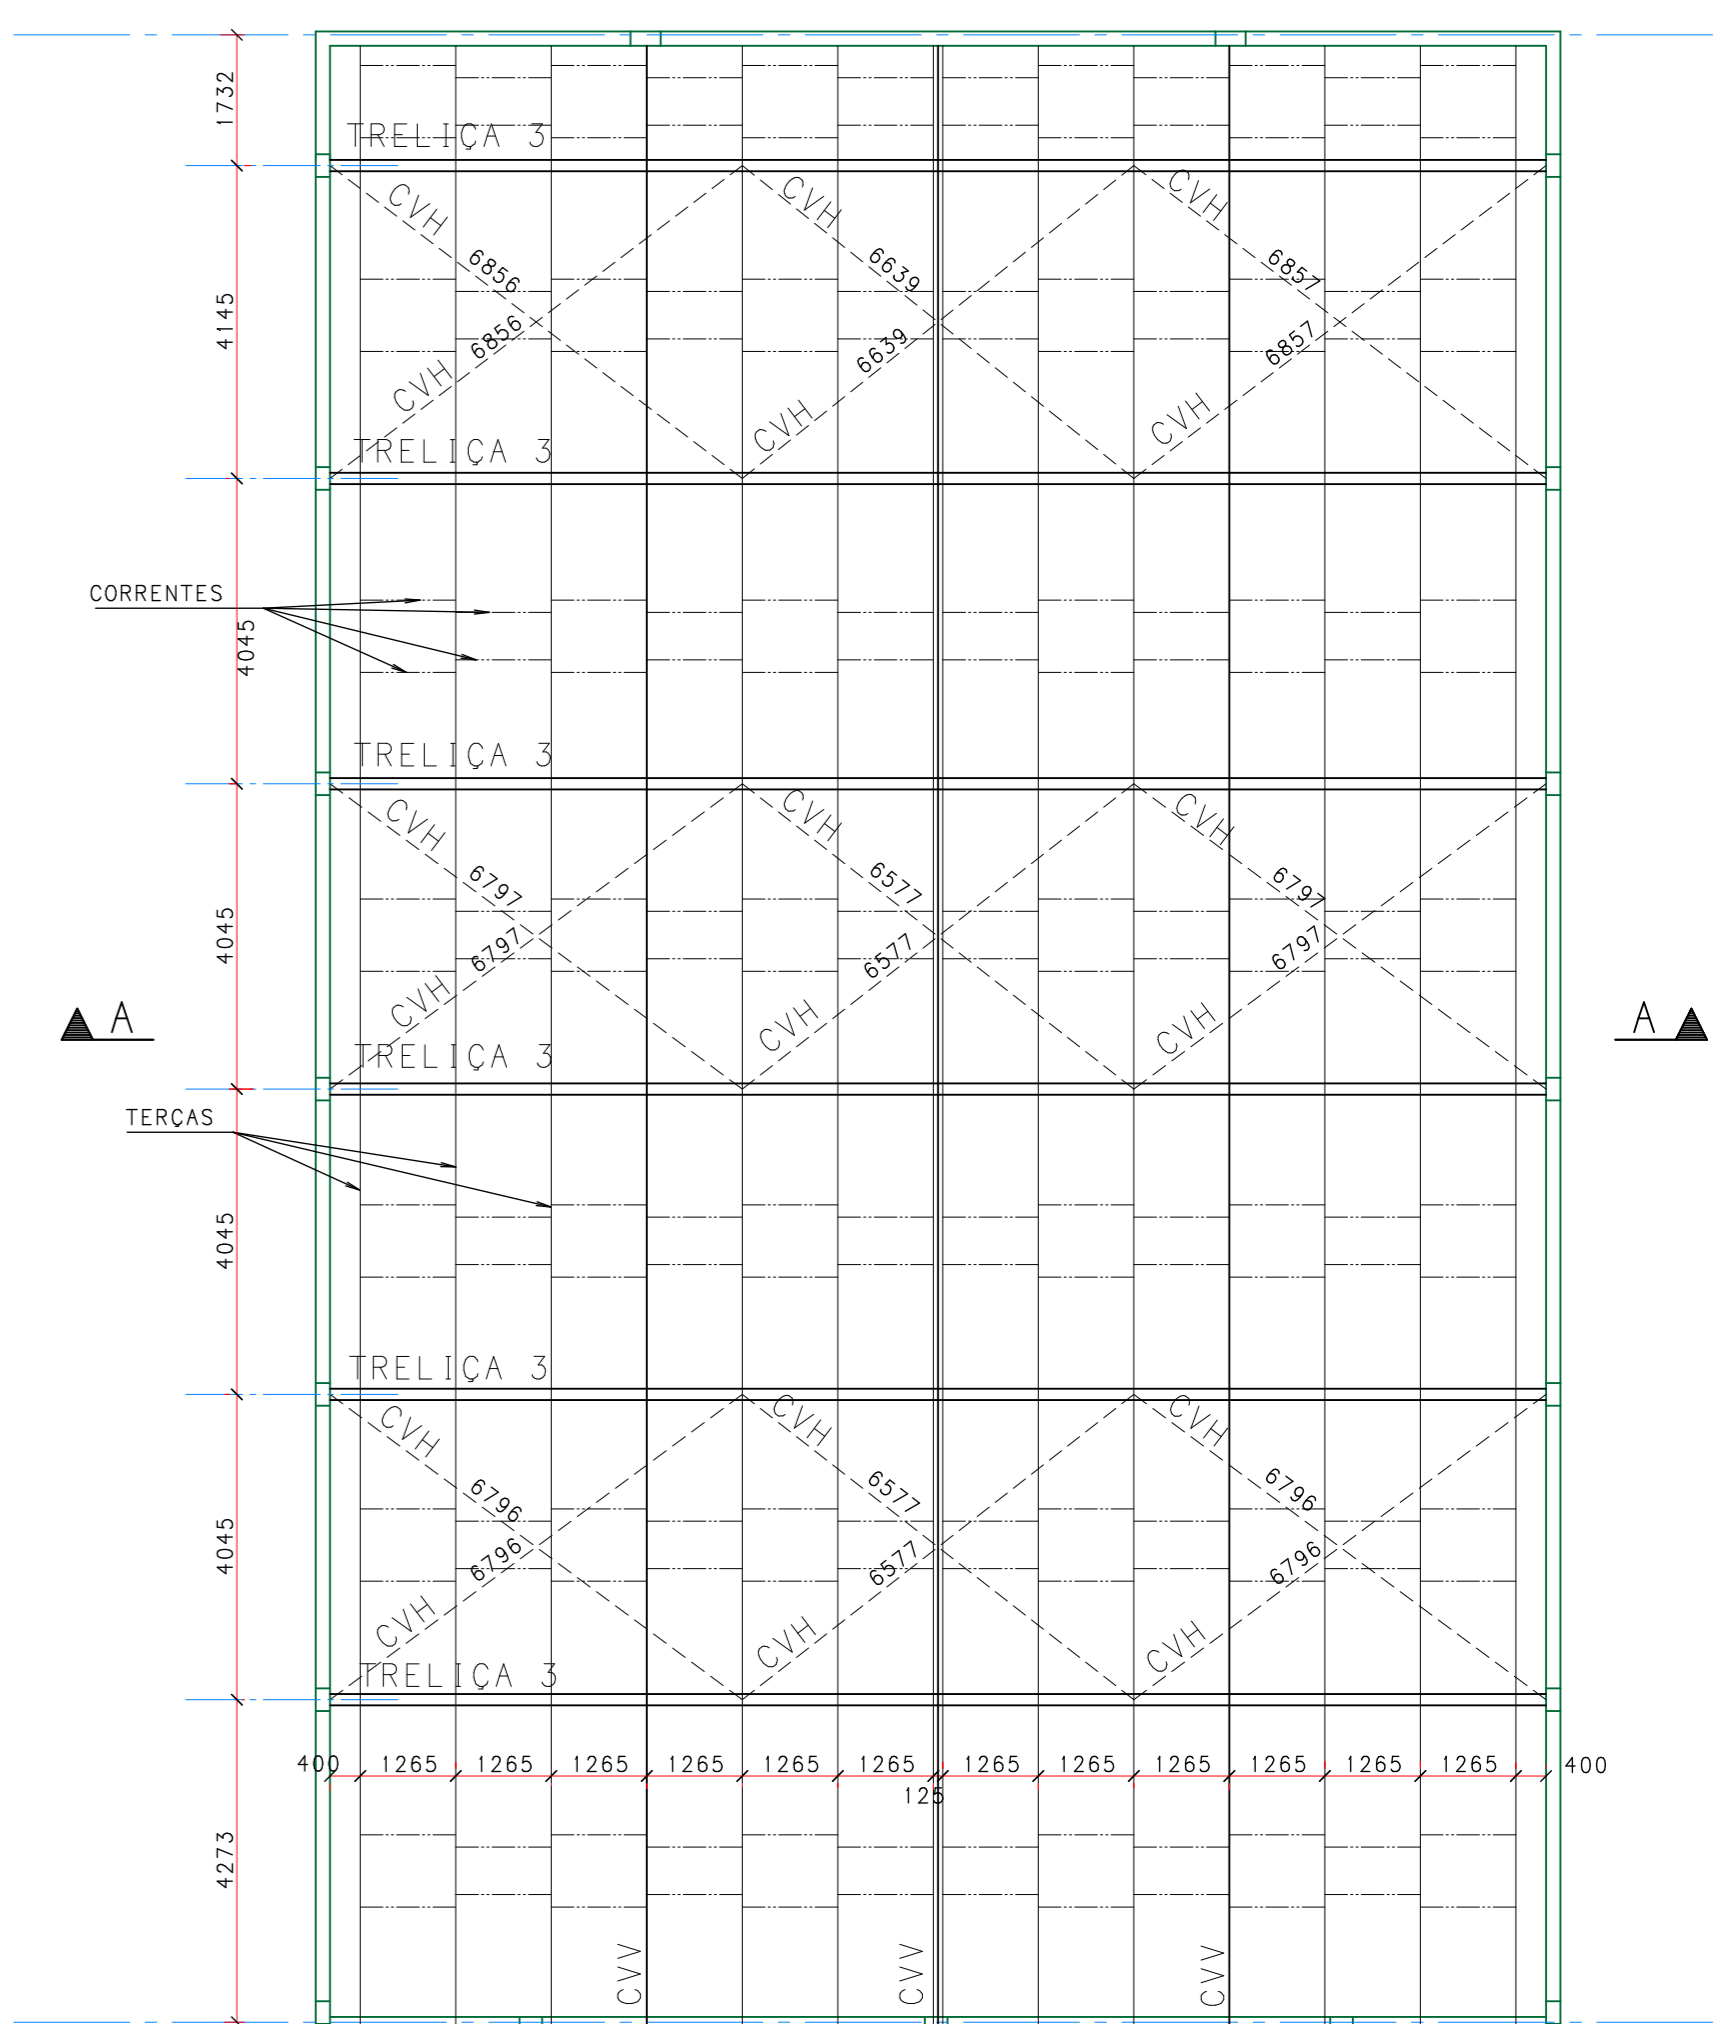 1732
TRELIÇA 3
CVH
CVH
CVH
6856
6639
6857
4145
6856
6639
6857
CVH
CVH
CVH
TRELIÇA 3
CORRENTES
4045
TRELIÇA 3
CVH
CVH
CVH
6797
6577
6797
4045
6797
6577
6797
CVH
CVH
CVH
A
A
TRELIÇA 3
TERÇAS
4045
TRELIÇA 3
CVH
CVH
CVH
6796
6577
6796
4045
6796
6577
6796
CVH
CVH
CVH
TRELIÇA 3
400 1265 1265 1265 1265 1265 1265 1265 1265 1265 1265 1265 1265 400
125
4273
CVV
CVV
CVV